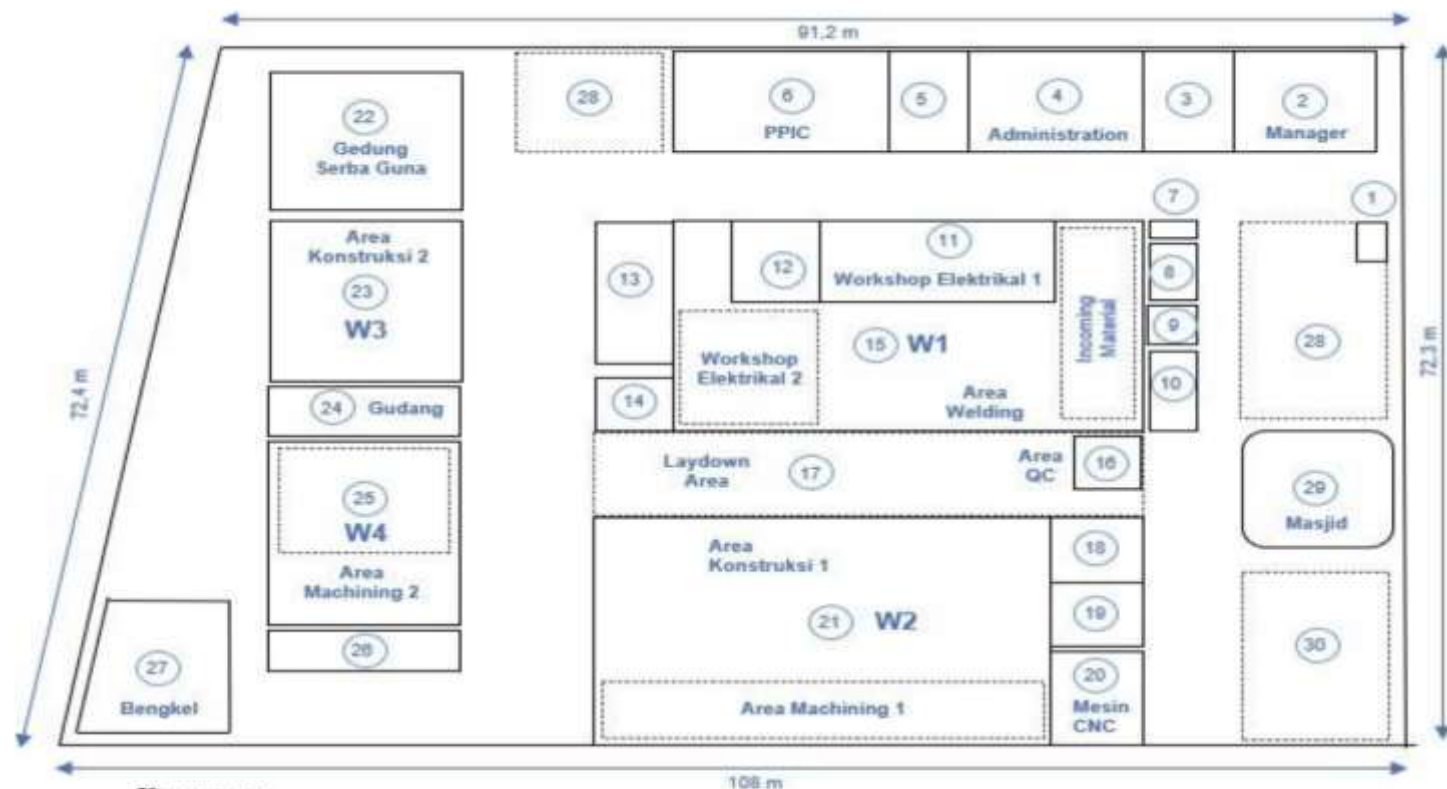 91,2 m
22
Gedung
Serba Guna
28
6
PPIC
5
4
Administration
3
2
Manager
7
1
Area
Konstruksi 2
23
W3
13
12
11
Workshop Elektrikal 1
Incoming
Material
8
9
10
28
Workshop
Elektrikal 2
15 W1
Area
Welding
14
24 Gudang
72,4 m
72,3 m
Laydown
Area
17
Area
QC
16
29
Masjid
25
W4
Area
Machining 2
Area
Konstruksi 1
18
19
21 W2
26
27
Bengkel
Area Machining 1
20
Mesin
CNC
30
108 m